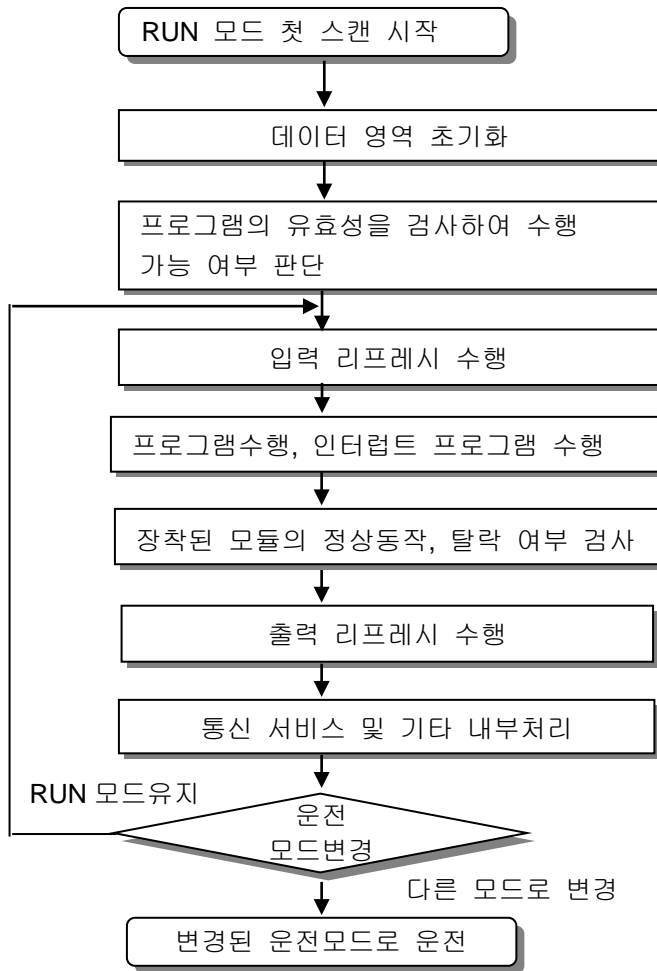 RUN 모드 첫 스캔 시작
데이터 영역 초기화
프로그램의 유효성을 검사하여 수행
가능 여부 판단
입력 리프레시 수행
프로그램수행, 인터럽트 프로그램 수행
장착된 모듈의 정상동작, 탈락 여부 검사
출력 리프레시 수행
통신 서비스 및 기타 내부처리
RUN 모드유지
운전
모드변경
다른 모드로 변경
변경된 운전모드로 운전